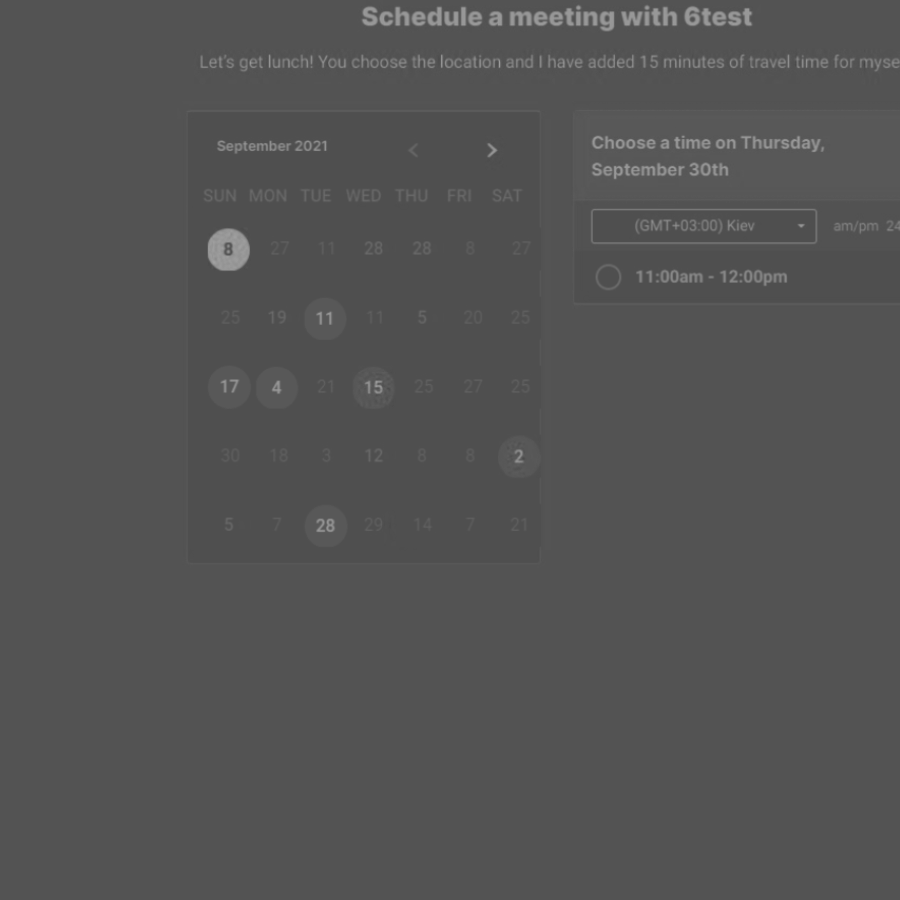 Schedule a meeting with 6test
Let's get lunch! You choose the location and I have added 15 minutes of travel time for myse
September 2021
SUN MON TUE WED THU FRI SAT
8 27 11 28 28 8 27
25 19 11 11 5 20 25
17 4 21 15 25 27 25
30 18 3 12 8 8 2
5 7 28 29 14 7 21
Choose a time on Thursday,
September 30th
(GMT+03:00) Kiev am/pm 24
11:00am - 12:00pm